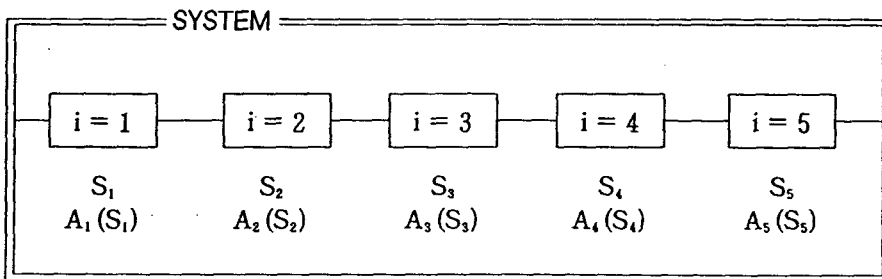 SYSTEM
i = 1 i = 2 i = 3 i = 4 i = 5
S₁ S₂ S₃ S₄ S₅
A₁(S₁) A₂(S₂) A₃(S₃) A₄(S₄) A₅(S₅)